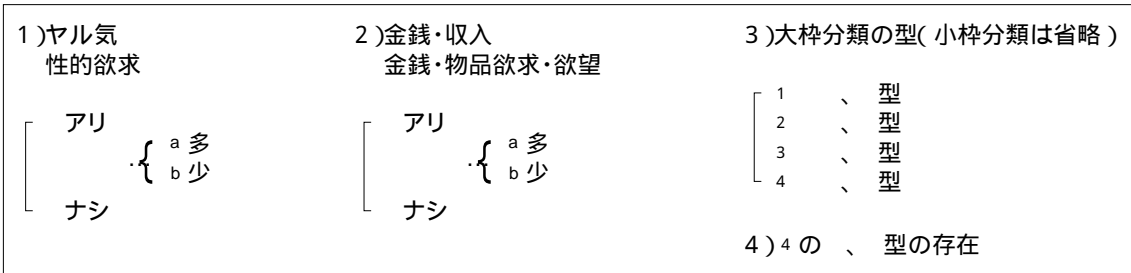 1)ヤル気
性的欲求
アリ
… a 多
b 少
ナシ
2)金銭・収入
金銭・物品欲求・欲望
アリ
… a 多
b 少
ナシ
3)大枠分類の型(小枠分類は省略)
1 、 型
2 、 型
3 、 型
4 、 型
4)4の 、 型の存在